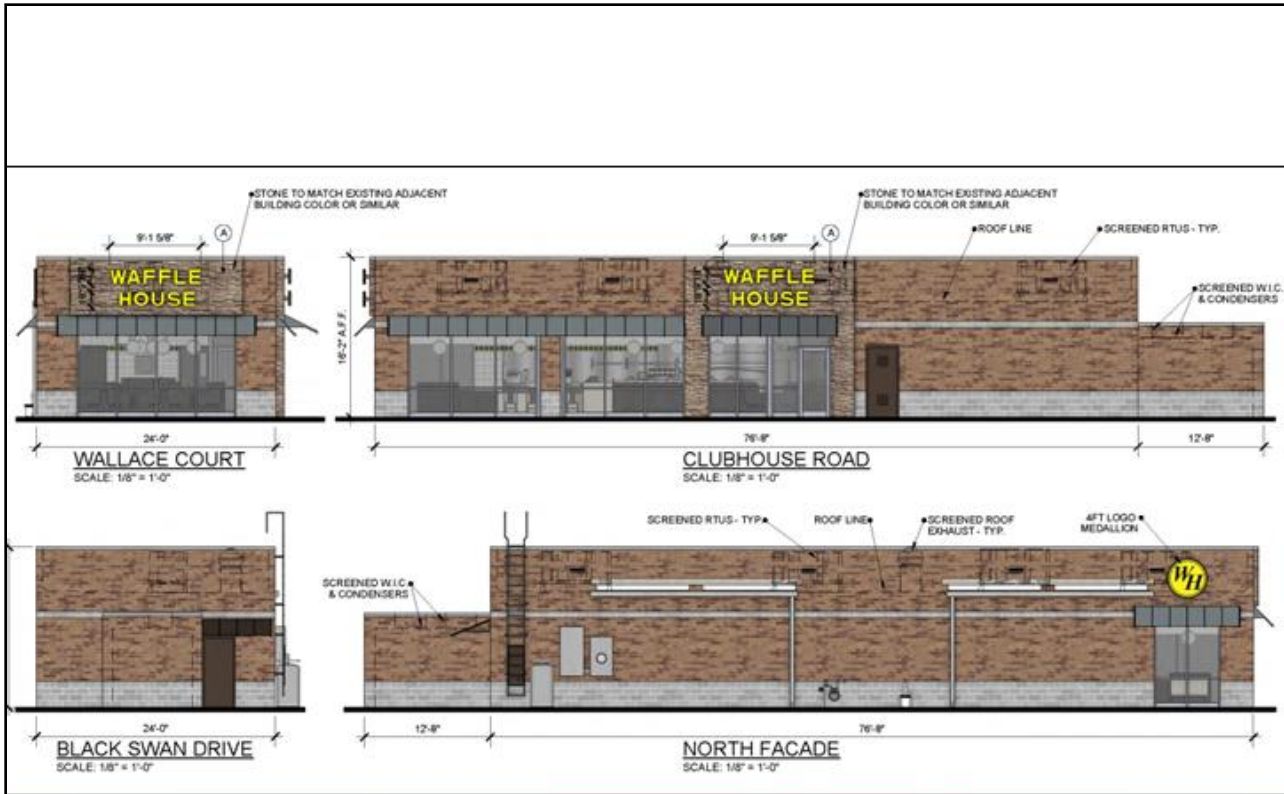 STONE TO MATCH EXISTING ADJACENT
BUILDING COLOR OR SIMILAR
9'-1 5/8"
A
WAFFLE
HOUSE
24'-0"
WALLACE COURT
SCALE: 1/8" = 1'-0"
STONE TO MATCH EXISTING ADJACENT
BUILDING COLOR OR SIMILAR
9'-1 5/8"
A
ROOF LINE
SCREENED RTUS - TYP.
WAFFLE
HOUSE
SCREENED W.I.C.
& CONDENSERS
16'-2" A.F.F.
76'-8"
12'-8"
CLUBHOUSE ROAD
SCALE: 1/8" = 1'-0"
24'-0"
BLACK SWAN DRIVE
SCALE: 1/8" = 1'-0"
SCREENED RTUS - TYP.
ROOF LINE
SCREENED ROOF
EXHAUST - TYP.
4FT LOGO
MEDALLION
WH
SCREENED W.I.C
& CONDENSERS
12'-8"
76'-8"
NORTH FACADE
SCALE: 1/8" = 1'-0"